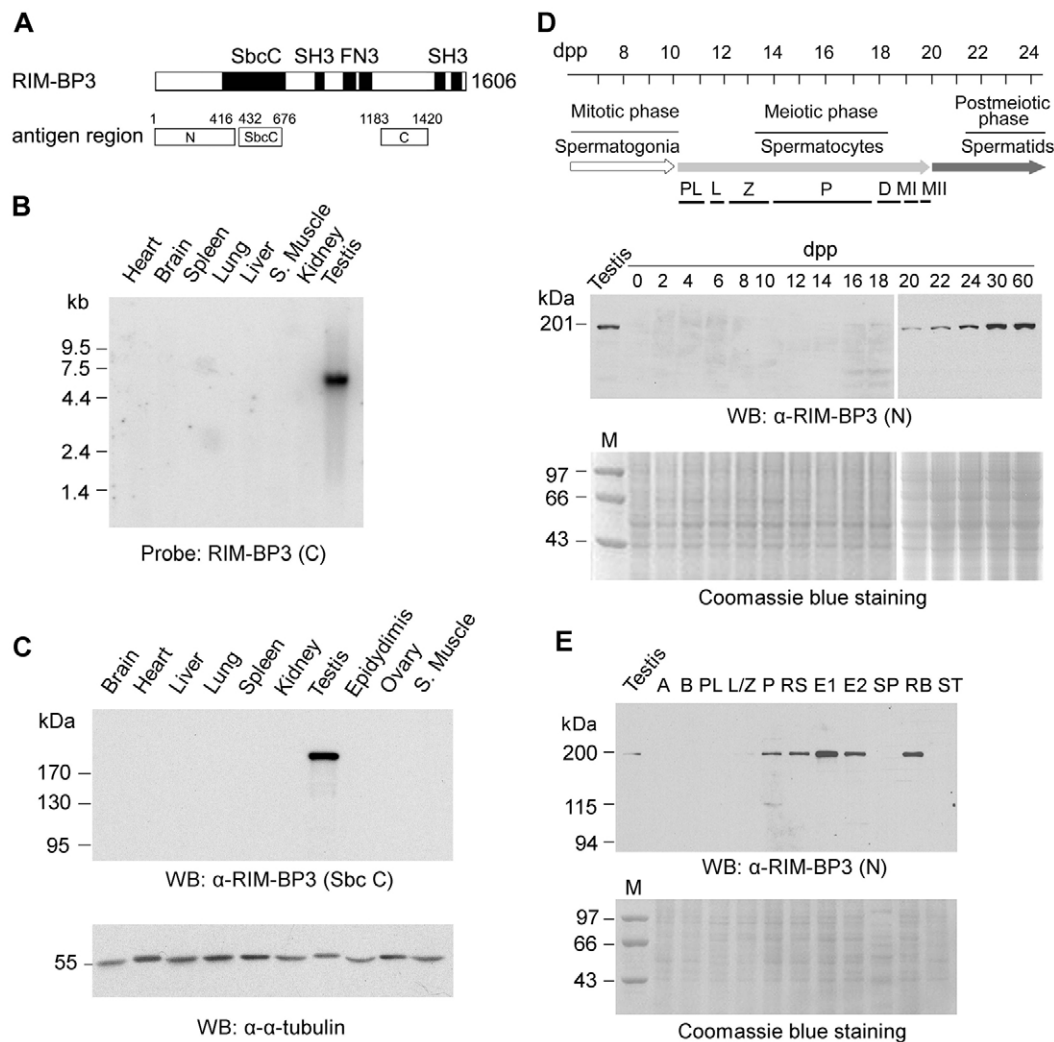 A
SbcC SH3 FN3 SH3
RIM-BP3 1606
1 416 432 676 1183 1420
antigen region N SbcC C
B
Heart Brain Spleen Lung Liver S. Muscle Kidney Testis
kb
9.5
7.5
4.4
2.4
1.4
Probe: RIM-BP3 (C)
C
Brain Heart Liver Lung Spleen Kidney Testis Epidydimis Ovary S. Muscle
kDa
170
130
95
WB: α-RIM-BP3 (Sbc C)
55
WB: α-α-tubulin
D
dpp 8 10 14 16 18 20 22 24
Mitotic phase Meiotic phase Postmeiotic phase
Spermatogonia Spermatocytes Spermatids
PL L Z P D MI MII
Testis dpp
0 2 4 6 8 10 12 14 16 18 20 22 24 30 60
kDa
201
WB: α-RIM-BP3 (N)
M
97
66
43
Coomassie blue staining
E
Testis A B PL L/Z P RS E1 E2 SP RB ST
kDa
200
115
94
WB: α-RIM-BP3 (N)
M
97
66
43
Coomassie blue staining